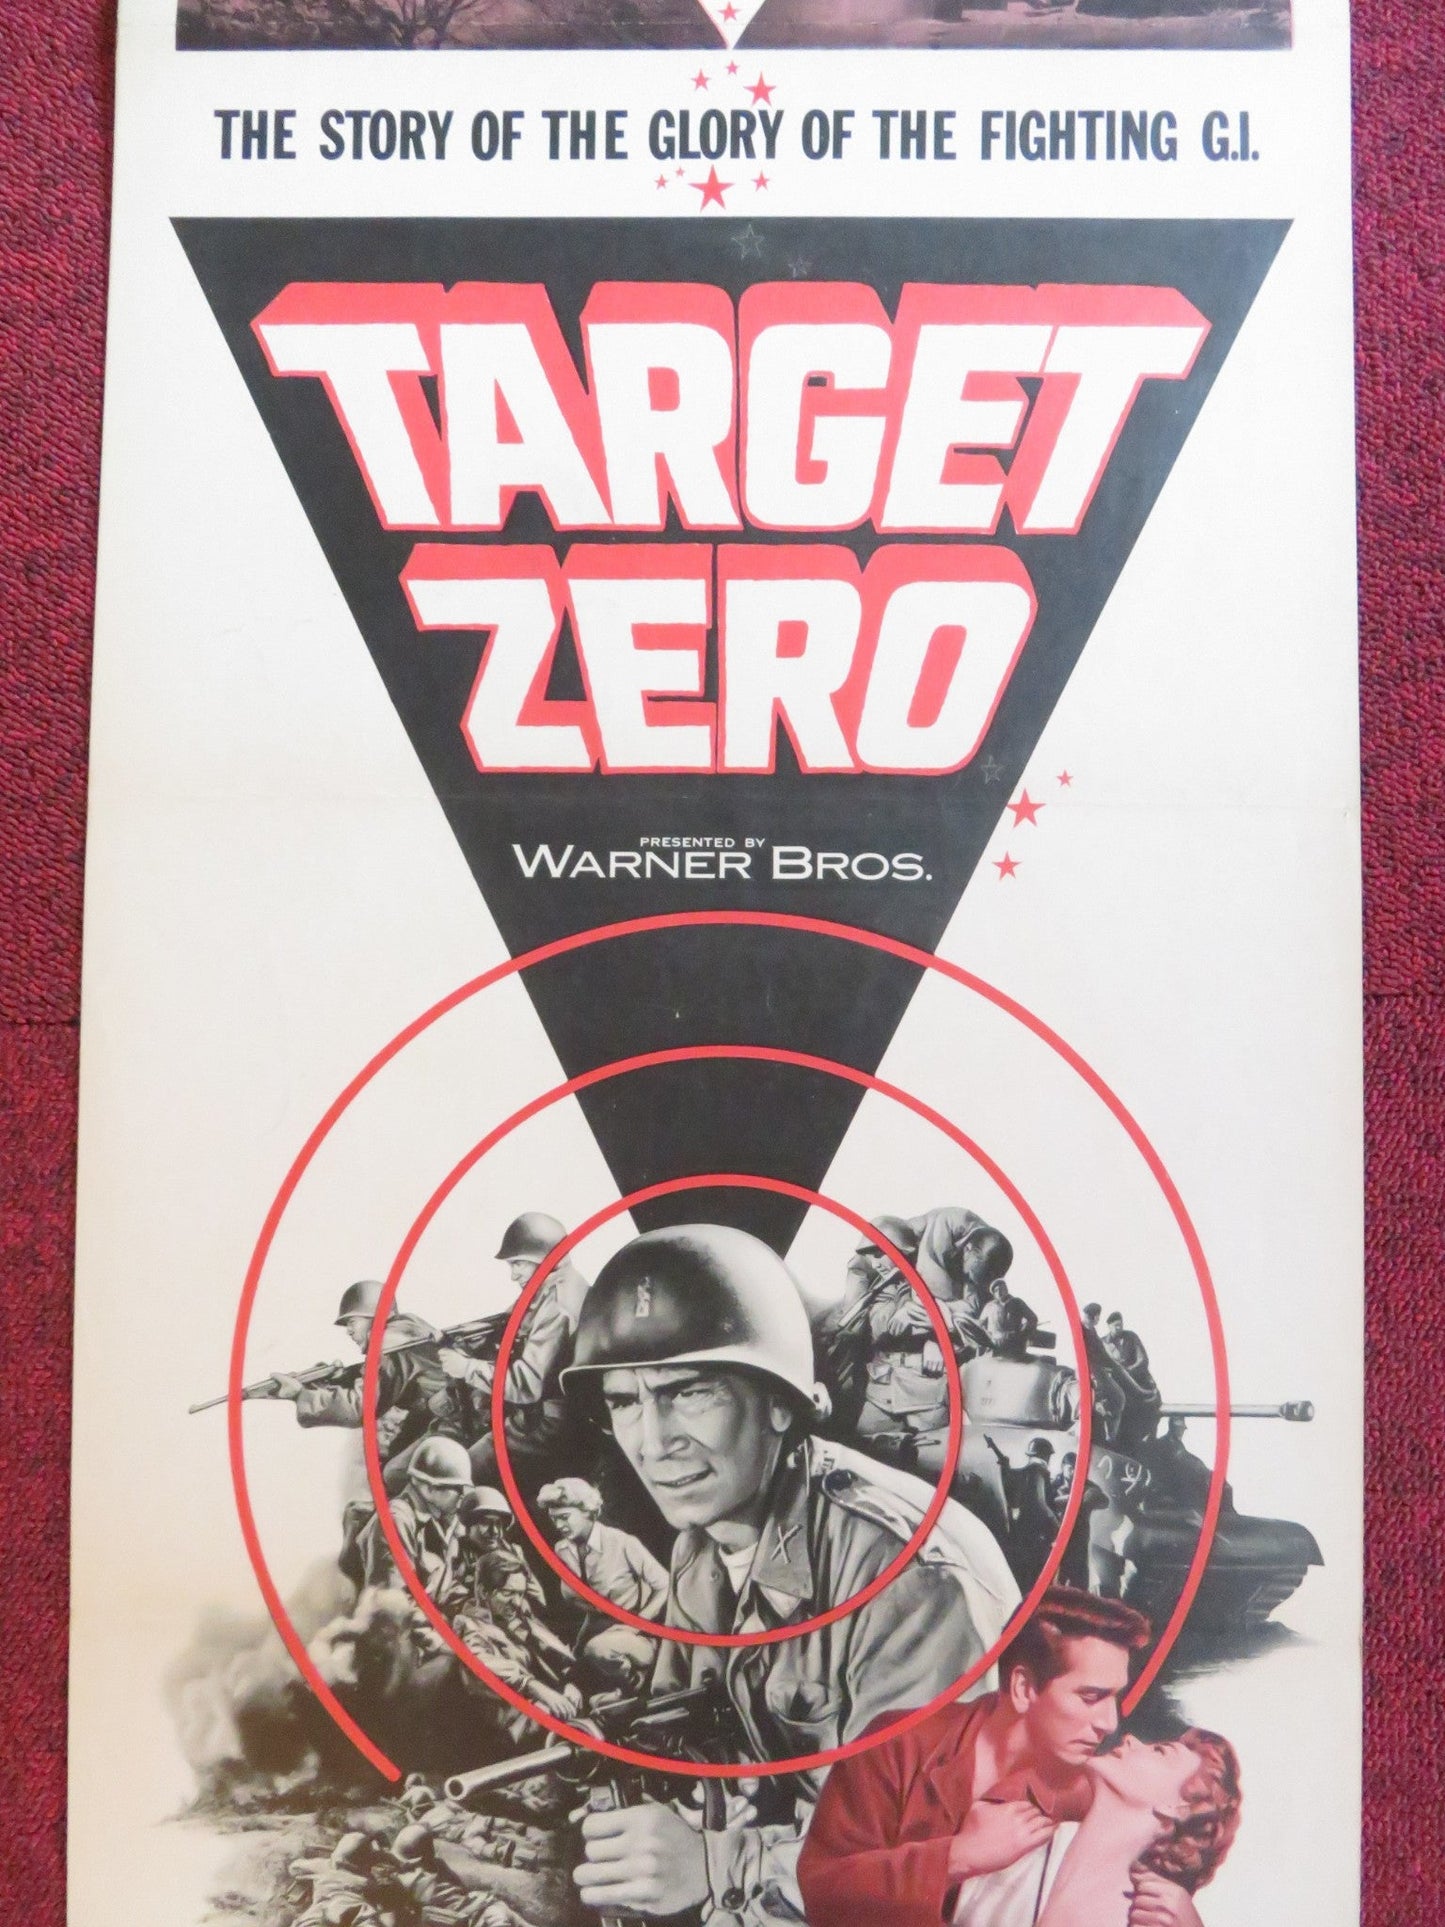 THE STORY OF THE GLORY OF THE FIGHTING G.I.
TARGET
ZERO
PRESENTED BY
WARNER BROS.